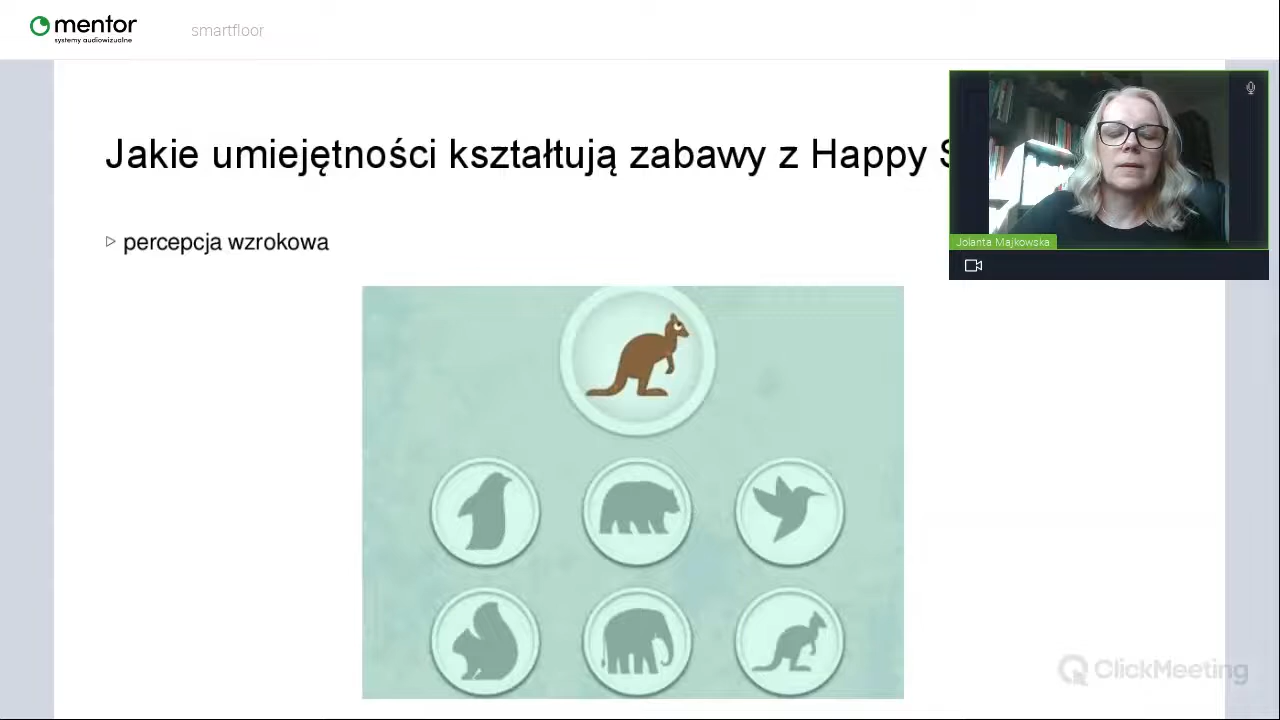 mentor
systemy audiowizualne
smartfloor
Jakie umiejętności kształtują zabawy z Happy
percepcja wzrokowa
Jolanta Majkowska
ClickMeeting